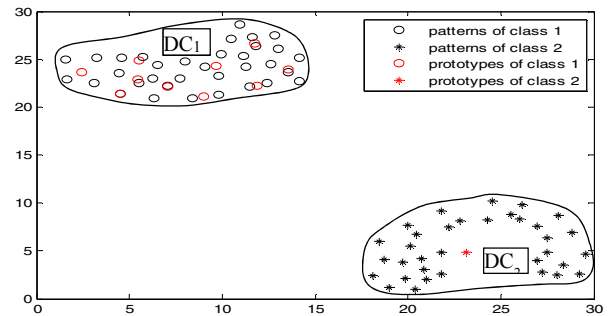 30
25
20
15
10
5
0
0 5 10 15 20 25 30
DC1
DC2
patterns of class 1
patterns of class 2
prototypes of class 1
prototypes of class 2